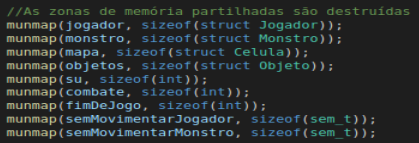 //As zonas de memória partilhadas são destruídas
munmap(jogador, sizeof(struct Jogador));
munmap(monstro, sizeof(struct Monstro));
munmap(mapa, sizeof(struct Celula));
munmap(objetos, sizeof(struct Objeto));
munmap(su, sizeof(int));
munmap(combate, sizeof(int));
munmap(fimDeJogo, sizeof(int));
munmap(semMovimentarJogador, sizeof(sem_t));
munmap(semMovimentarMonstro, sizeof(sem_t));